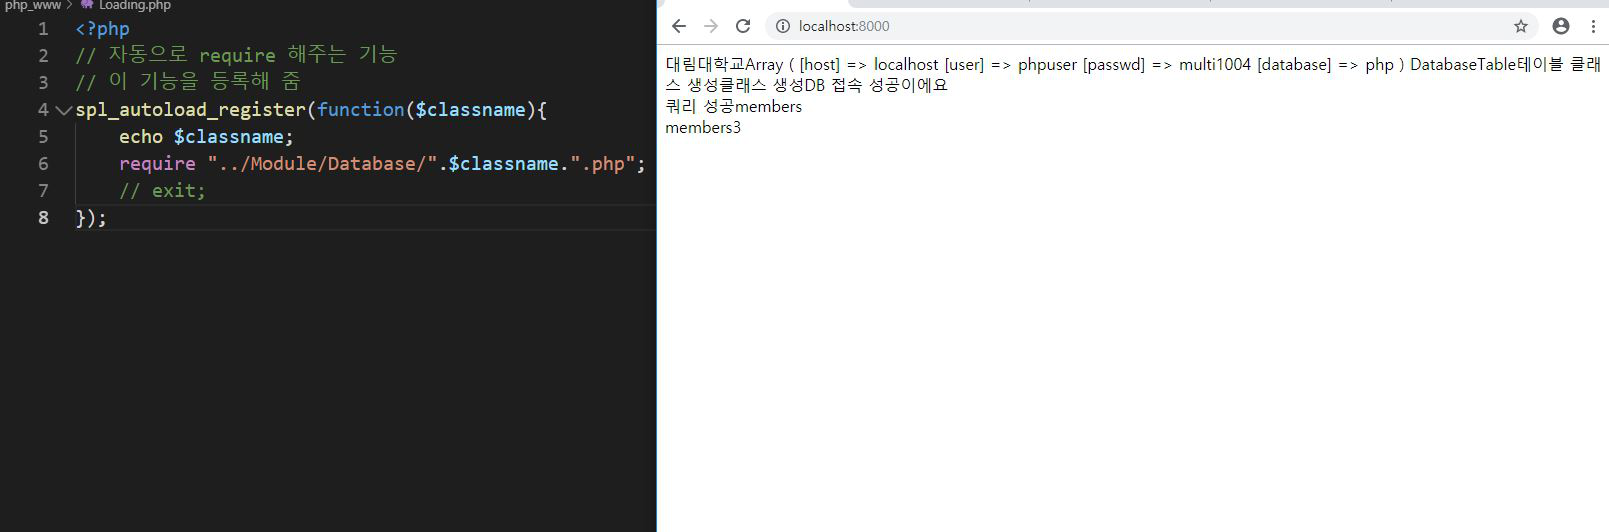 php_www > Loading.php
1 <?php
2 // 자동으로 require 해주는 기능
3 // 이 기능을 등록해 줌
4 spl_autoload_register(function($classname){
5 echo $classname;
6 require "../Module/Database/".$classname.".php";
7 // exit;
8 });
localhost:8000
대림대학교Array ( [host] => localhost [user] => phpuser [passwd] => multi1004 [database] => php ) DatabaseTable테이블 클래
스 생성클래스 생성DB 접속 성공이에요
쿼리 성공members
members3